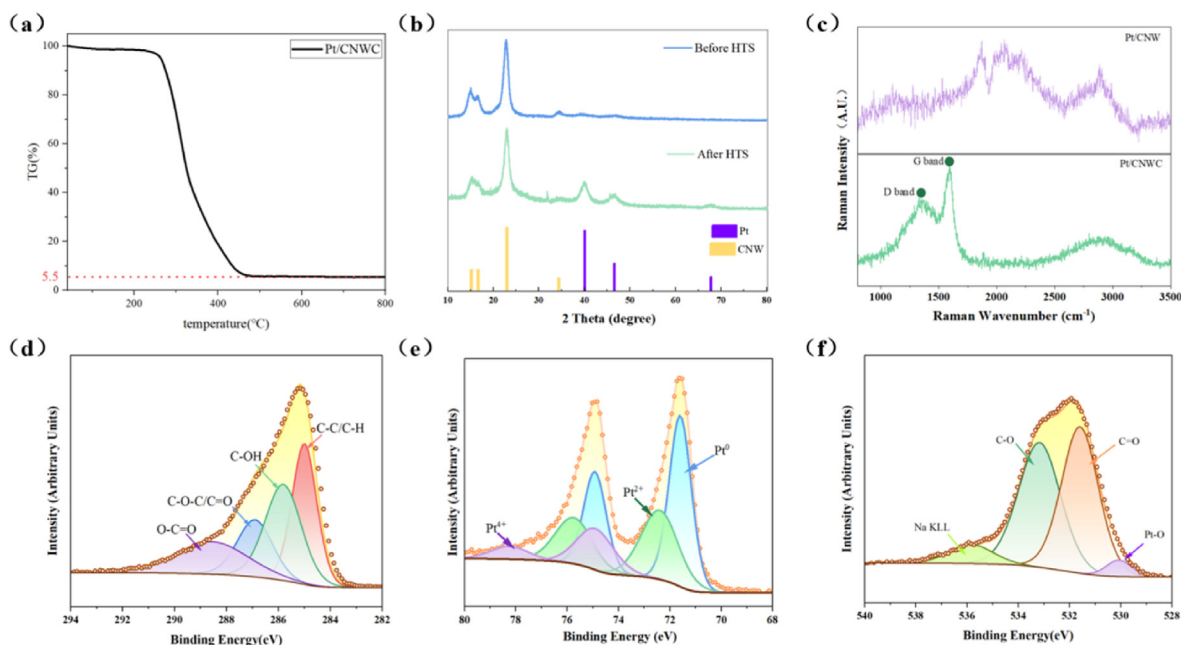 (a)
100
80
60
40
20
5.5
0
TG(%)
Pt/CNWC
0
200
400
600
800
temperature(°C)
(b)
Before HTS
After HTS
Pt
CNW
10 20 30 40 50 60 70 80
2 Theta (degree)
(c)
Raman Intensity (A.U.)
Pt/CNW
Pt/CNWC
G band
D band
1000 1500 2000 2500 3000 3500
Raman Wavenumber (cm⁻¹)
(d)
Intensity (Arbitrary Units)
C-C/C-H
C-OH
C-O-C/C=O
O-C=O
294 292 290 288 286 284 282
Binding Energy(eV)
(e)
Intensity (Arbitrary Units)
Pt⁰
Pt²⁺
Pt⁴⁺
80 78 76 74 72 70 68
Binding Energy (eV)
(f)
Intensity (Arbitrary Units)
C-O
C=O
Na KLL
Pt-O
540 538 536 534 532 530 528
Binding Energy(eV)